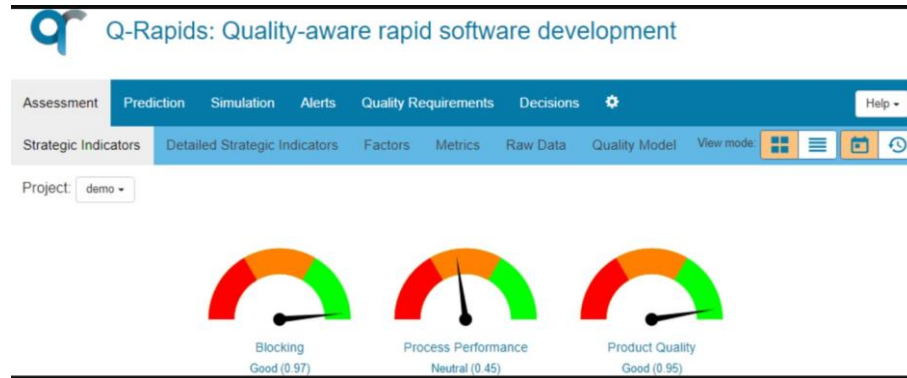 qr Q-Rapids: Quality-aware rapid software development
Assessment Prediction Simulation Alerts Quality Requirements Decisions Help
Strategic Indicators Detailed Strategic Indicators Factors Metrics Raw Data Quality Model View mode:
Project: demo
Blocking Process Performance Product Quality
Good (0.97) Neutral (0.45) Good (0.95)